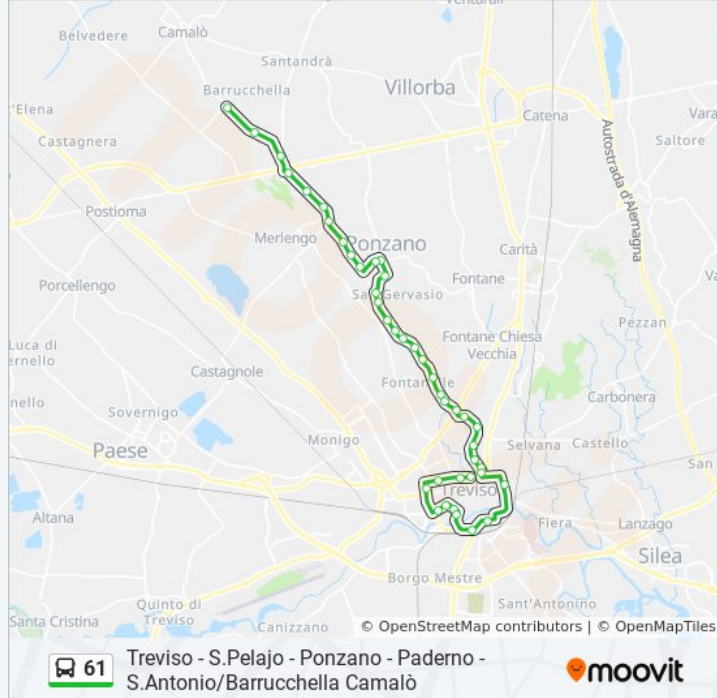 Venturali
Belvedere
Camalò
Santandrà
Villorba
Barrucchella
'Elena
Catena
Vara
Castagnera
Saltore
Autostrada d'Alemagna
Postioma
Merlengo
Ponzano
Carità
Porcellengo
Fontane
San Gervasio
Pezzan
Luca di
ernello
Fontane Chiesa
Vecchia
Castagnole
Carbonera
nello
Sovernigo
Monigo
Selvana
Castello
Paese
San
Treviso
Altana
Fiera
Lanzago
Silea
Borgo Mestre
Quinto di
Treviso
Sant'Antonino
Santa Cristina
Canizzano
© OpenStreetMap contributors | © OpenMapTiles
61
Treviso - S.Pelajo - Ponzano - Paderno -
S.Antonio/Barrucchella Camalò
moovit